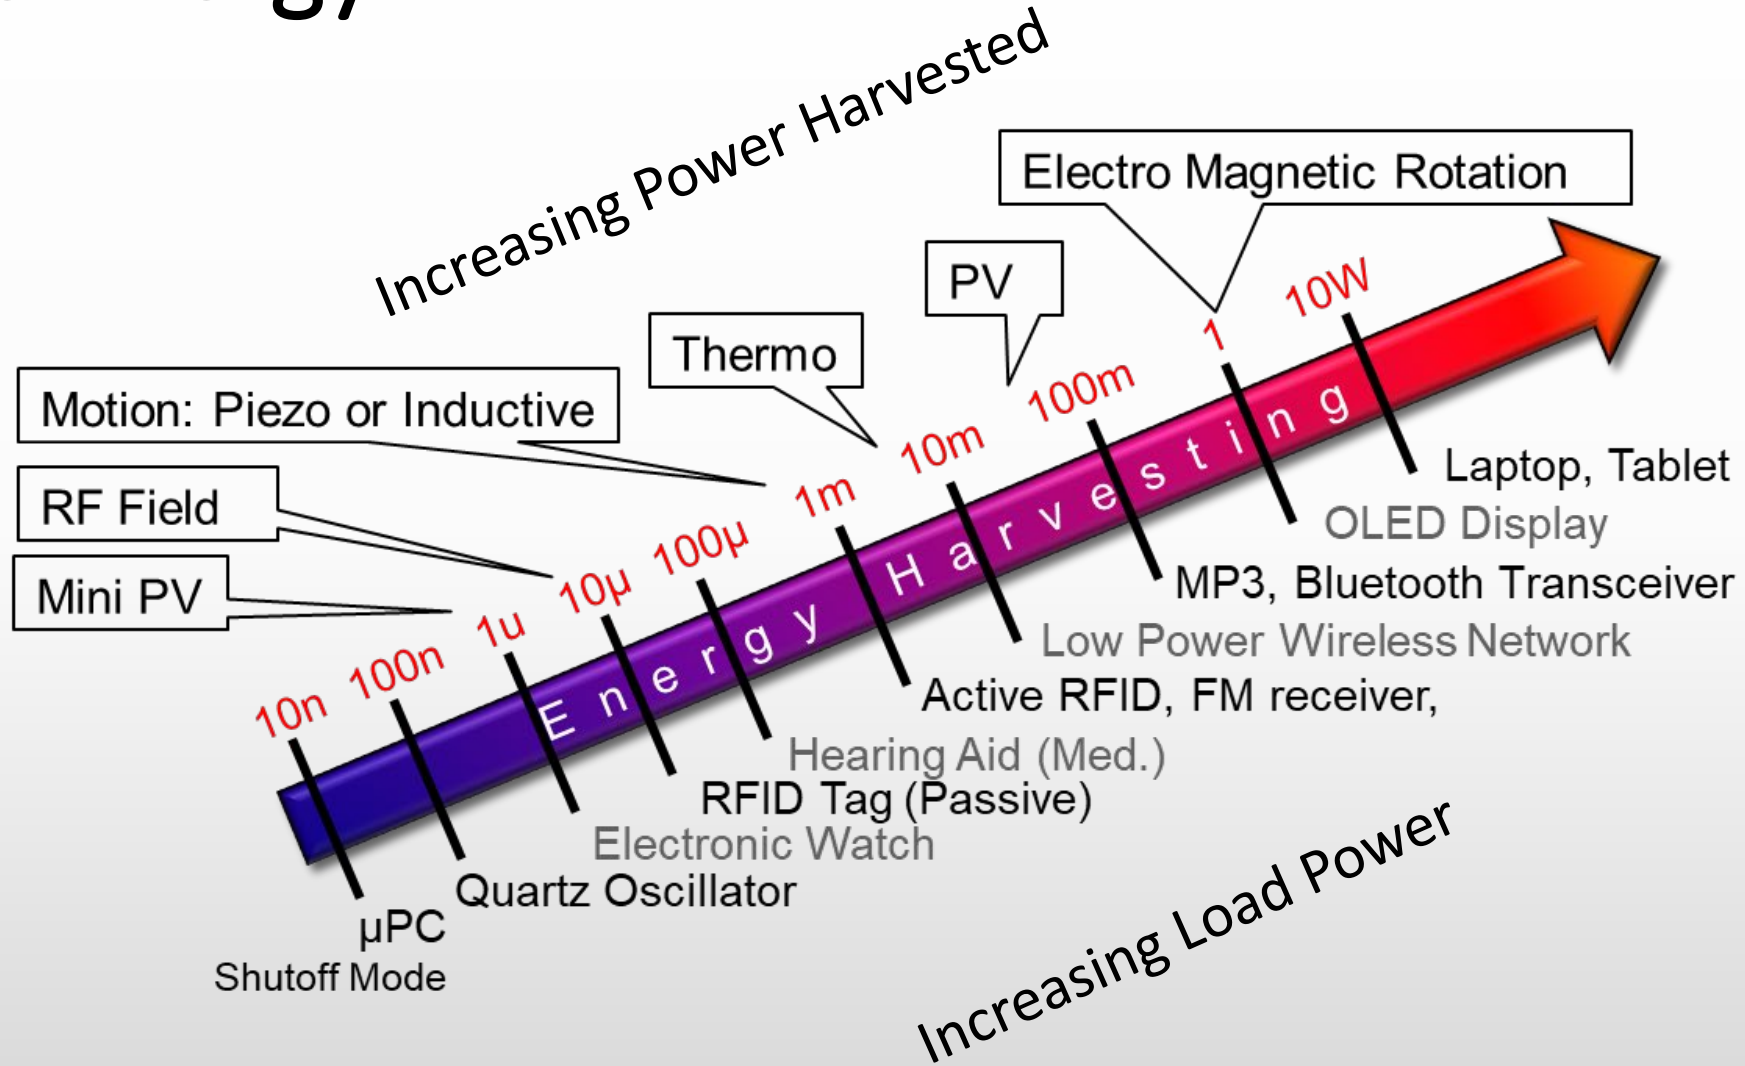 Increasing Power Harvested
Electro Magnetic Rotation
PV
Thermo
Motion: Piezo or Inductive
RF Field
Mini PV
10n
100n
1u
10µ
100µ
1m
10m
100m
1
10W
Energy Harvesting
Laptop, Tablet
OLED Display
MP3, Bluetooth Transceiver
Low Power Wireless Network
Active RFID, FM receiver,
Hearing Aid (Med.)
RFID Tag (Passive)
Electronic Watch
Quartz Oscillator
µPC
Shutoff Mode
Increasing Load Power